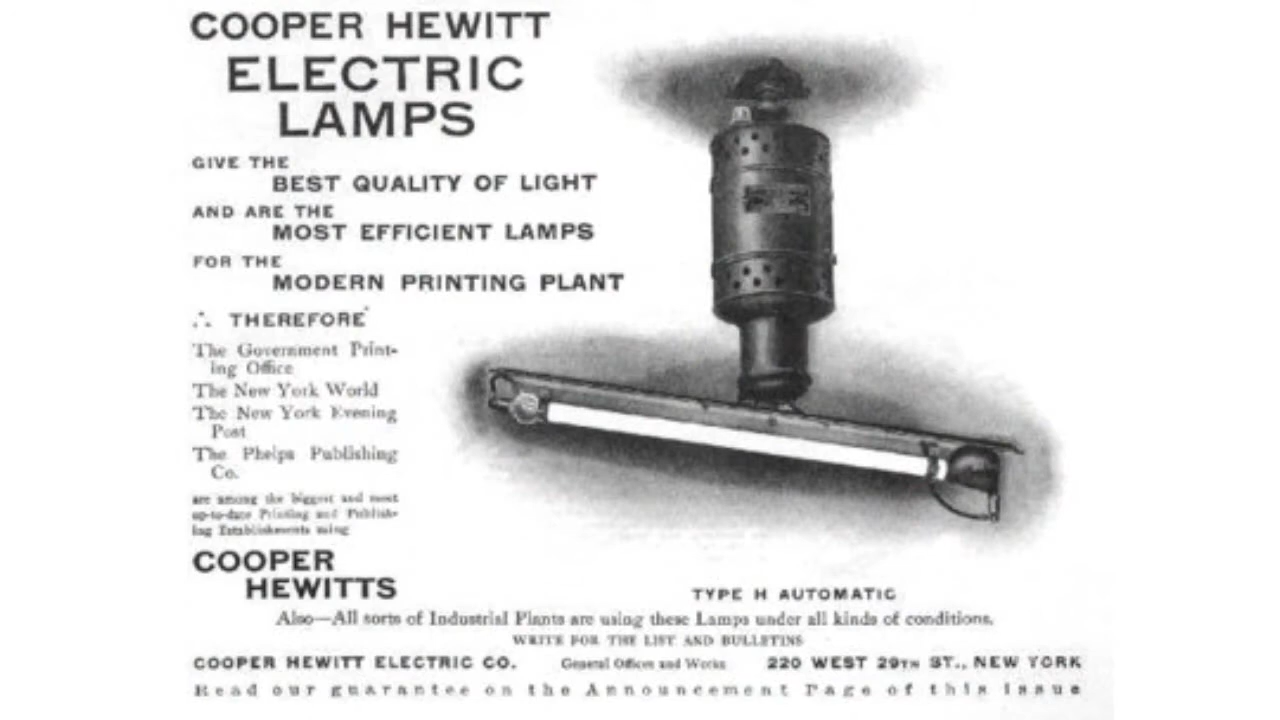 COOPER HEWITT
ELECTRIC
LAMPS
GIVE THE
BEST QUALITY OF LIGHT
AND ARE THE
MOST EFFICIENT LAMPS
FOR THE
MODERN PRINTING PLANT
∴ THEREFORE
The Government Print-
ing Office
The New York World
The New York Evening
Post
The Phelps Publishing
Co.
are among the biggest and most
up-to-date Printing and Publish-
ing Establishments using
COOPER
HEWITTS
TYPE H AUTOMATIC
Also—All sorts of Industrial Plants are using these Lamps under all kinds of conditions.
WRITE FOR THE LIST AND BULLETINS
COOPER HEWITT ELECTRIC CO. General Offices and Works 220 WEST 29TH ST., NEW YORK
Read our guarantee on the Announcement Page of this issue